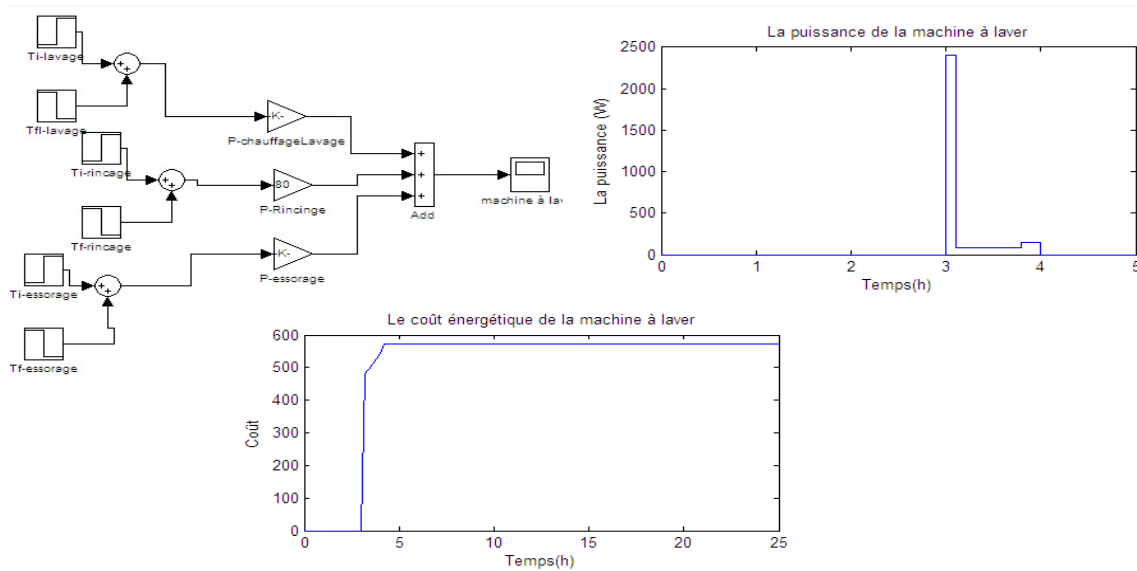 Ti-lavage
Tfl-lavage
Ti-rincage
Tf-rincage
Ti-essorage
Tf-essorage
-K-
P-chauffageLavage
80
P-Rincinge
-K-
P-essorage
Add
machine à lav
La puissance de la machine à laver
La puissance (W)
2500
2000
1500
1000
500
0
0 1 2 3 4 5
Temps(h)
Le coût énergétique de la machine à laver
Coût
600
500
400
300
200
100
0
0 5 10 15 20 25
Temps(h)